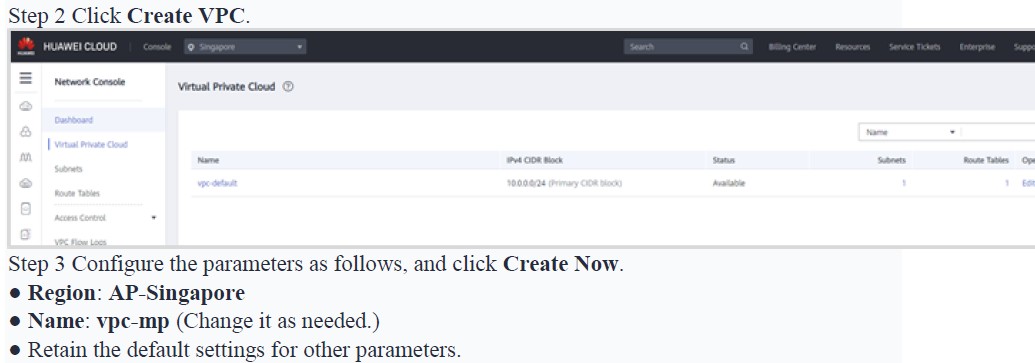 Step 2 Click Create VPC.
HUAWEI
HUAWEI CLOUD Console Singapore Search Billing Center Resources Service Tickets Enterprise
Network Console
Virtual Private Cloud ?
Dashboard
Name
Virtual Private Cloud
Name IPv4 CIDR Block Status Subnets Route Tables
Subnets
vpc-default 10.0.0.0/24 (Primary CIDR block) Available 1 1 Edit
Route Tables
Access Control
VPC Flow Logs
Step 3 Configure the parameters as follows, and click Create Now.
● Region: AP-Singapore
● Name: vpc-mp (Change it as needed.)
● Retain the default settings for other parameters.